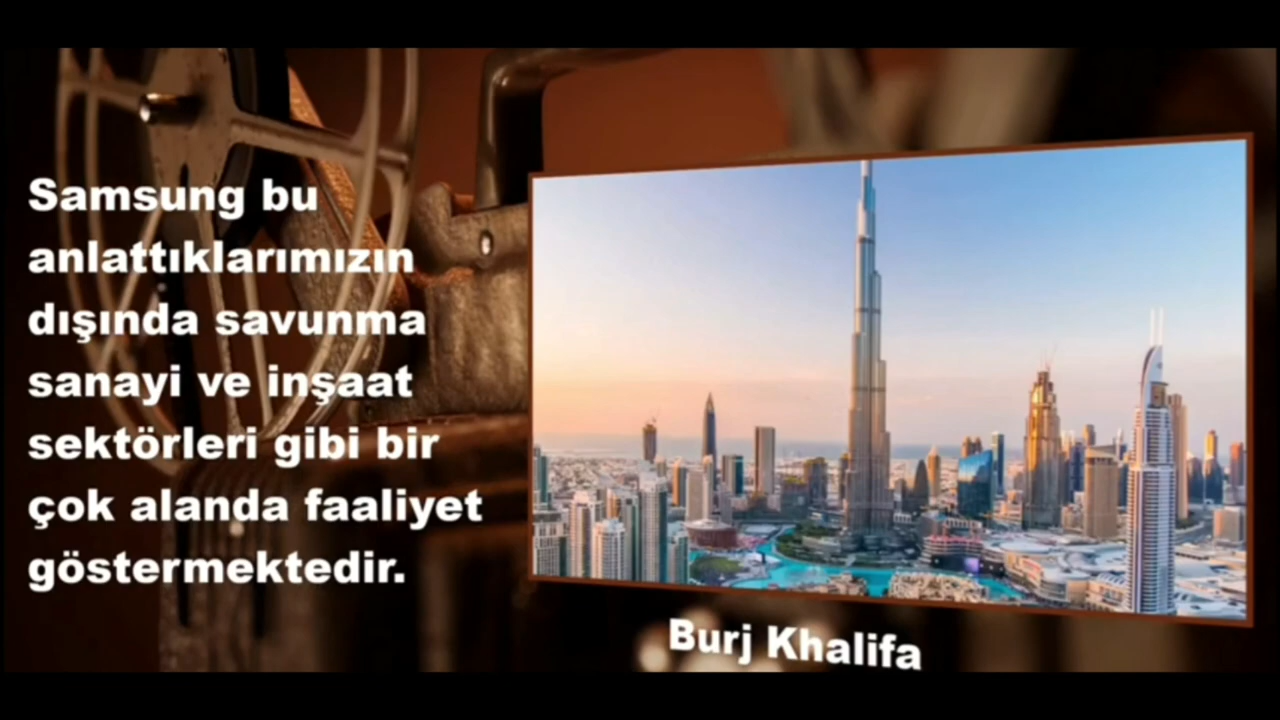 Samsung bu
anlattıklarımızın
dışında savunma
sanayi ve inşaat
sektörleri gibi bir
çok alanda faaliyet
göstermektedir.
Burj Khalifa